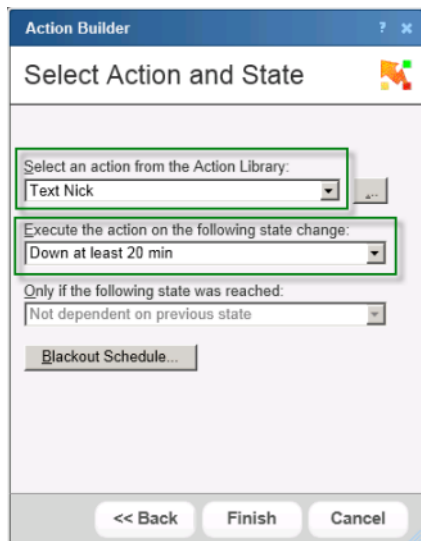 Action Builder ? ×
Select Action and State
Select an action from the Action Library:
Text Nick ...
Execute the action on the following state change:
Down at least 20 min
Only if the following state was reached:
Not dependent on previous state
Blackout Schedule...
<< Back Finish Cancel